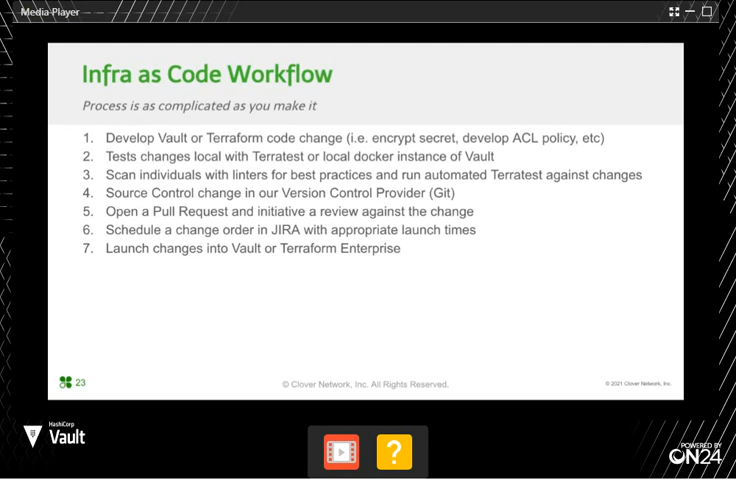 Media Player
Infra as Code Workflow
Process is as complicated as you make it
1. Develop Vault or Terraform code change (i.e. encrypt secret, develop ACL policy, etc)
2. Tests changes local with Terratest or local docker instance of Vault
3. Scan individuals with linters for best practices and run automated Terratest against changes
4. Source Control change in our Version Control Provider (Git)
5. Open a Pull Request and initiative a review against the change
6. Schedule a change order in JIRA with appropriate launch times
7. Launch changes into Vault or Terraform Enterprise
23
© Clover Network, Inc. All Rights Reserved.
© 2021 Clover Network, Inc.
HashiCorp
Vault
?
POWERED BY
ON24